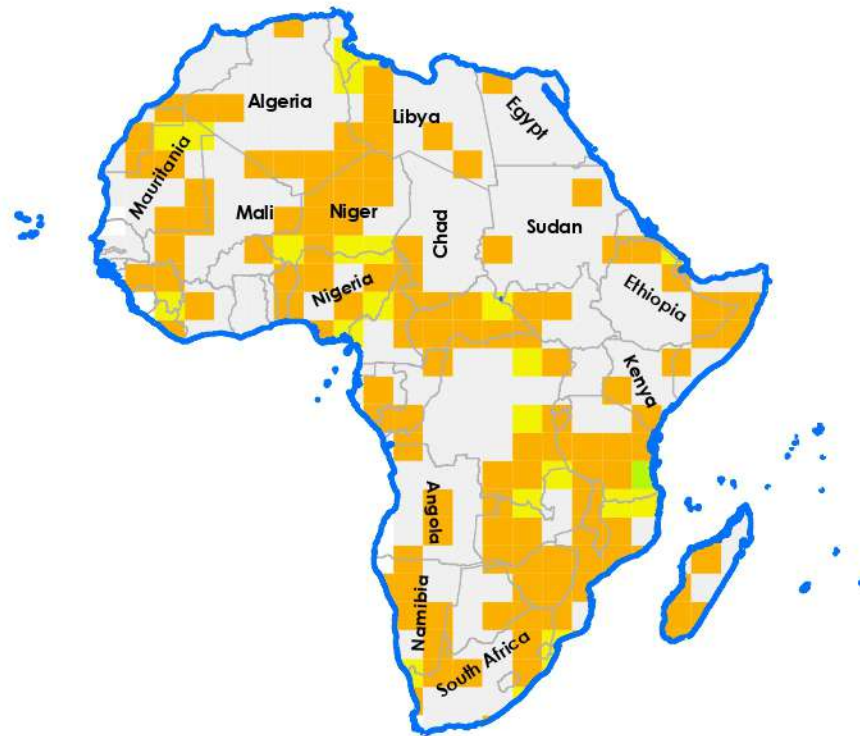 Algeria
Libya
Egypt
Mauritania
Mali
Niger
Chad
Sudan
Nigeria
Ethiopia
Kenya
Angola
Namibia
South Africa